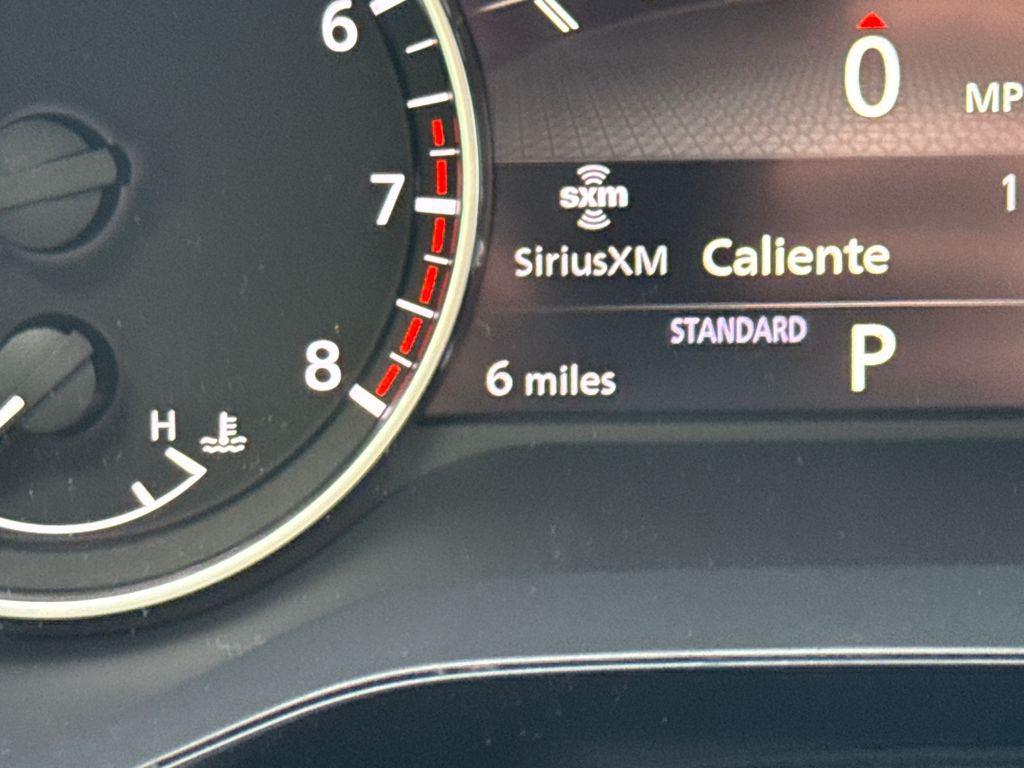 6
7
8
H
0
MP
sxm
1
SiriusXM Caliente
STANDARD P
6 miles